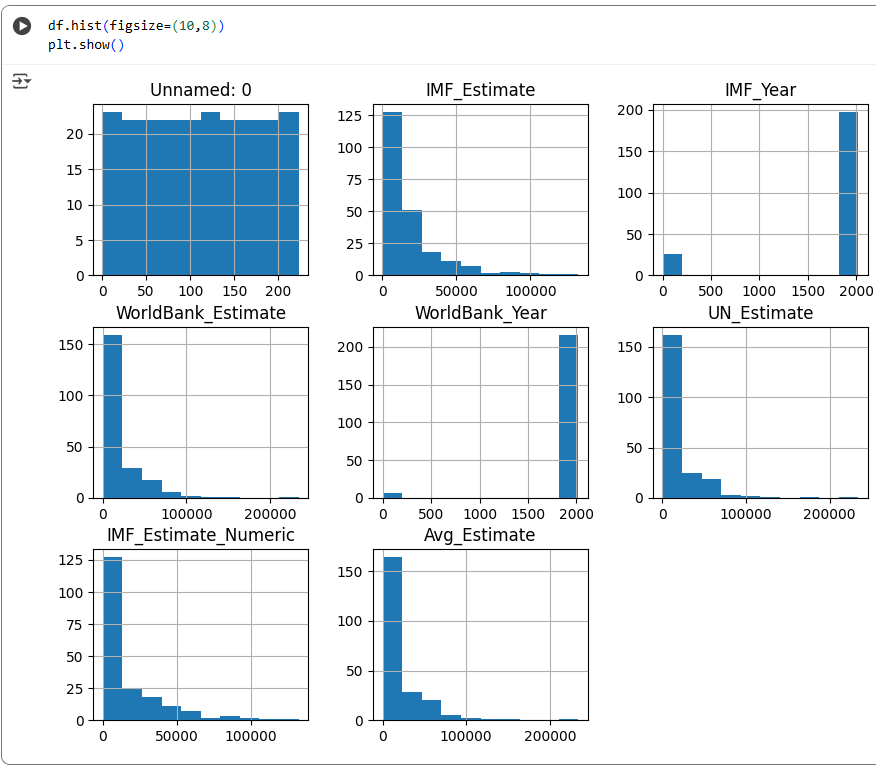 df.hist(figsize=(10,8))
plt.show()
Unnamed: 0
IMF_Estimate
IMF_Year
20
15
10
5
0
0 50 100 150 200
125
100
75
50
25
0
0 50000 100000
200
150
100
50
0
0 500 1000 1500 2000
WorldBank_Estimate
WorldBank_Year
UN_Estimate
150
100
50
0
0 100000 200000
200
150
100
50
0
0 500 1000 1500 2000
150
100
50
0
0 100000 200000
IMF_Estimate_Numeric
Avg_Estimate
125
100
75
50
25
0
0 50000 100000
150
100
50
0
0 100000 200000